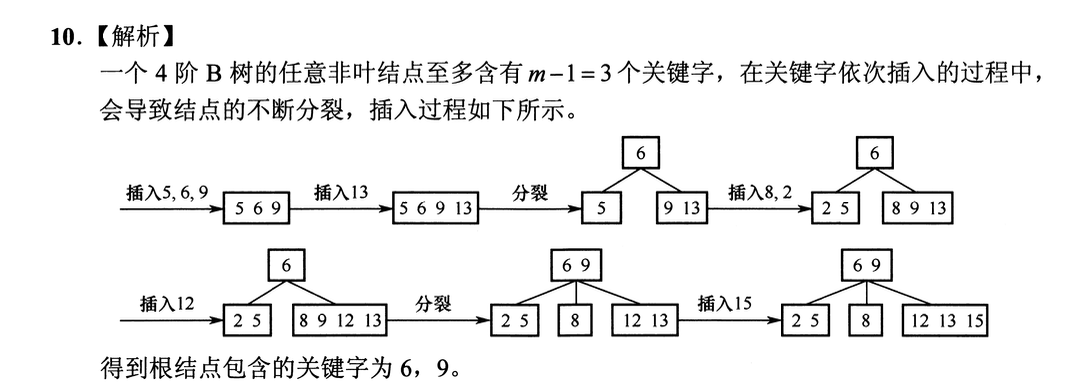 10.【解析】
一个 4 阶 B 树的任意非叶结点至多含有 m−1=3 个关键字，在关键字依次插入的过程中，
会导致结点的不断分裂，插入过程如下所示。
6 6
插入5, 6, 9 5 6 9 插入13 5 6 9 13 分裂 5 9 13 插入8, 2 2 5 8 9 13
6 6 9 6 9
插入12 2 5 8 9 12 13 分裂 2 5 8 12 13 插入15 2 5 8 12 13 15
得到根结点包含的关键字为 6，9。